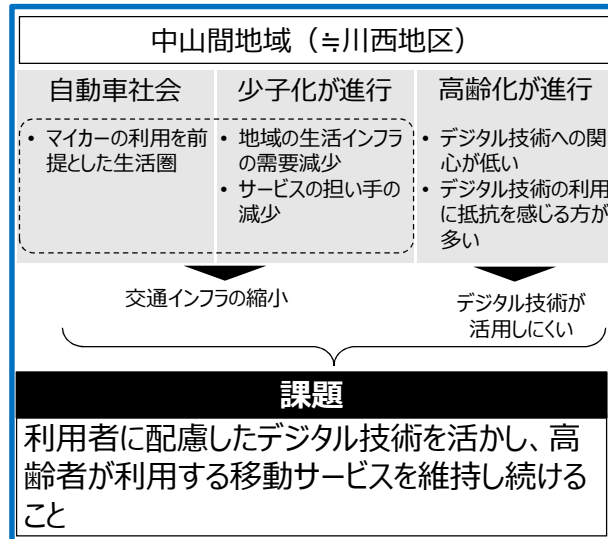 中山間地域（≒川西地区）
自動車社会
少子化が進行
高齢化が進行
• マイカーの利用を前
提とした生活圏
• 地域の生活インフラ
の需要減少
• サービスの担い手の
減少
• デジタル技術への関
心が低い
• デジタル技術の利用
に抵抗を感じる方が
多い
交通インフラの縮小
デジタル技術が
活用しにくい
課題
利用者に配慮したデジタル技術を活かし、高
齢者が利用する移動サービスを維持し続ける
こと